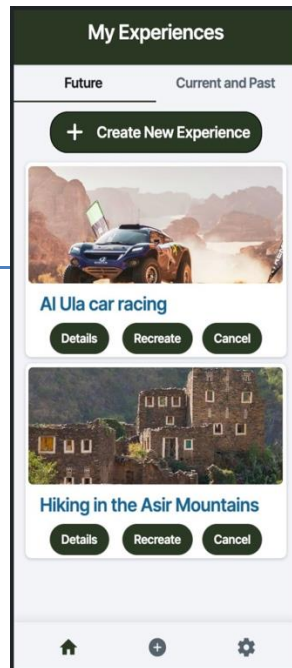 My Experiences
Future Current and Past
+ Create New Experience
Al Ula car racing
Details Recreate Cancel
Hiking in the Asir Mountains
Details Recreate Cancel